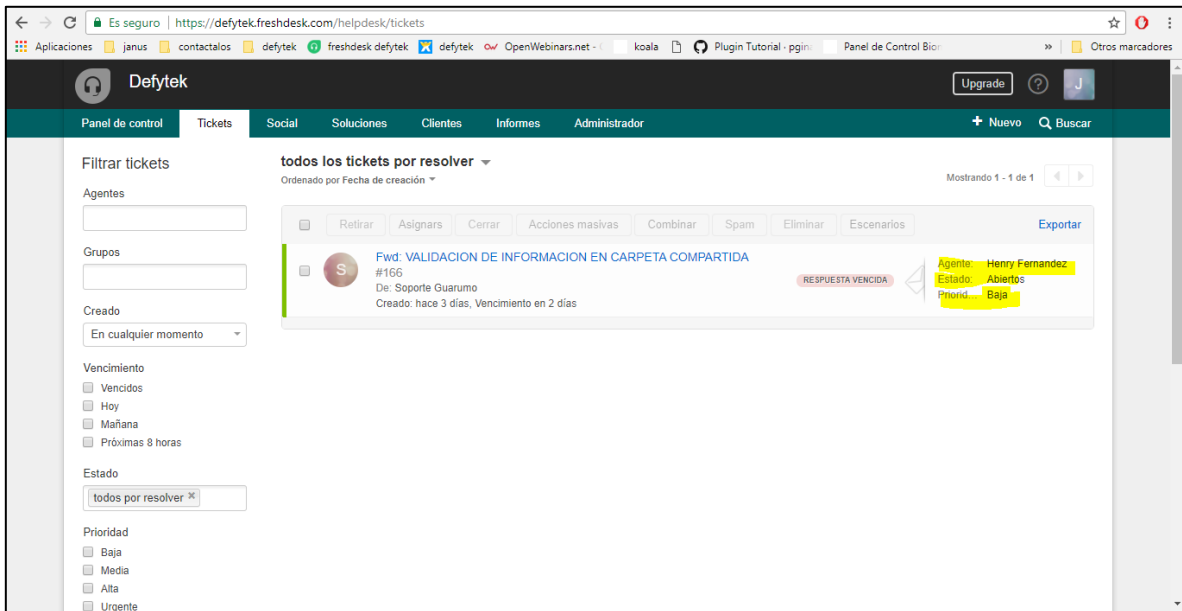 Es seguro | https://defytek.freshdesk.com/helpdesk/tickets
Aplicaciones janus contactalos defytek freshdesk defytek defytek OpenWebinars.net - koala Plugin Tutorial · pgin Panel de Control Bion » Otros marcadores
Defytek Upgrade ? J
Panel de control Tickets Social Soluciones Clientes Informes Administrador + Nuevo Buscar
Filtrar tickets
Agentes
Grupos
Creado
En cualquier momento
Vencimiento
Vencidos
Hoy
Mañana
Próximas 8 horas
Estado
todos por resolver ×
Prioridad
Baja
Media
Alta
Urgente
todos los tickets por resolver
Ordenado por Fecha de creación
Mostrando 1 - 1 de 1
Retirar Asignars Cerrar Acciones masivas Combinar Spam Eliminar Escenarios Exportar
S
Fwd: VALIDACION DE INFORMACION EN CARPETA COMPARTIDA
#166
De: Soporte Guarumo
Creado: hace 3 días, Vencimiento en 2 días
RESPUESTA VENCIDA
Agente: Henry Fernandez
Estado: Abiertos
Priorid... Baja